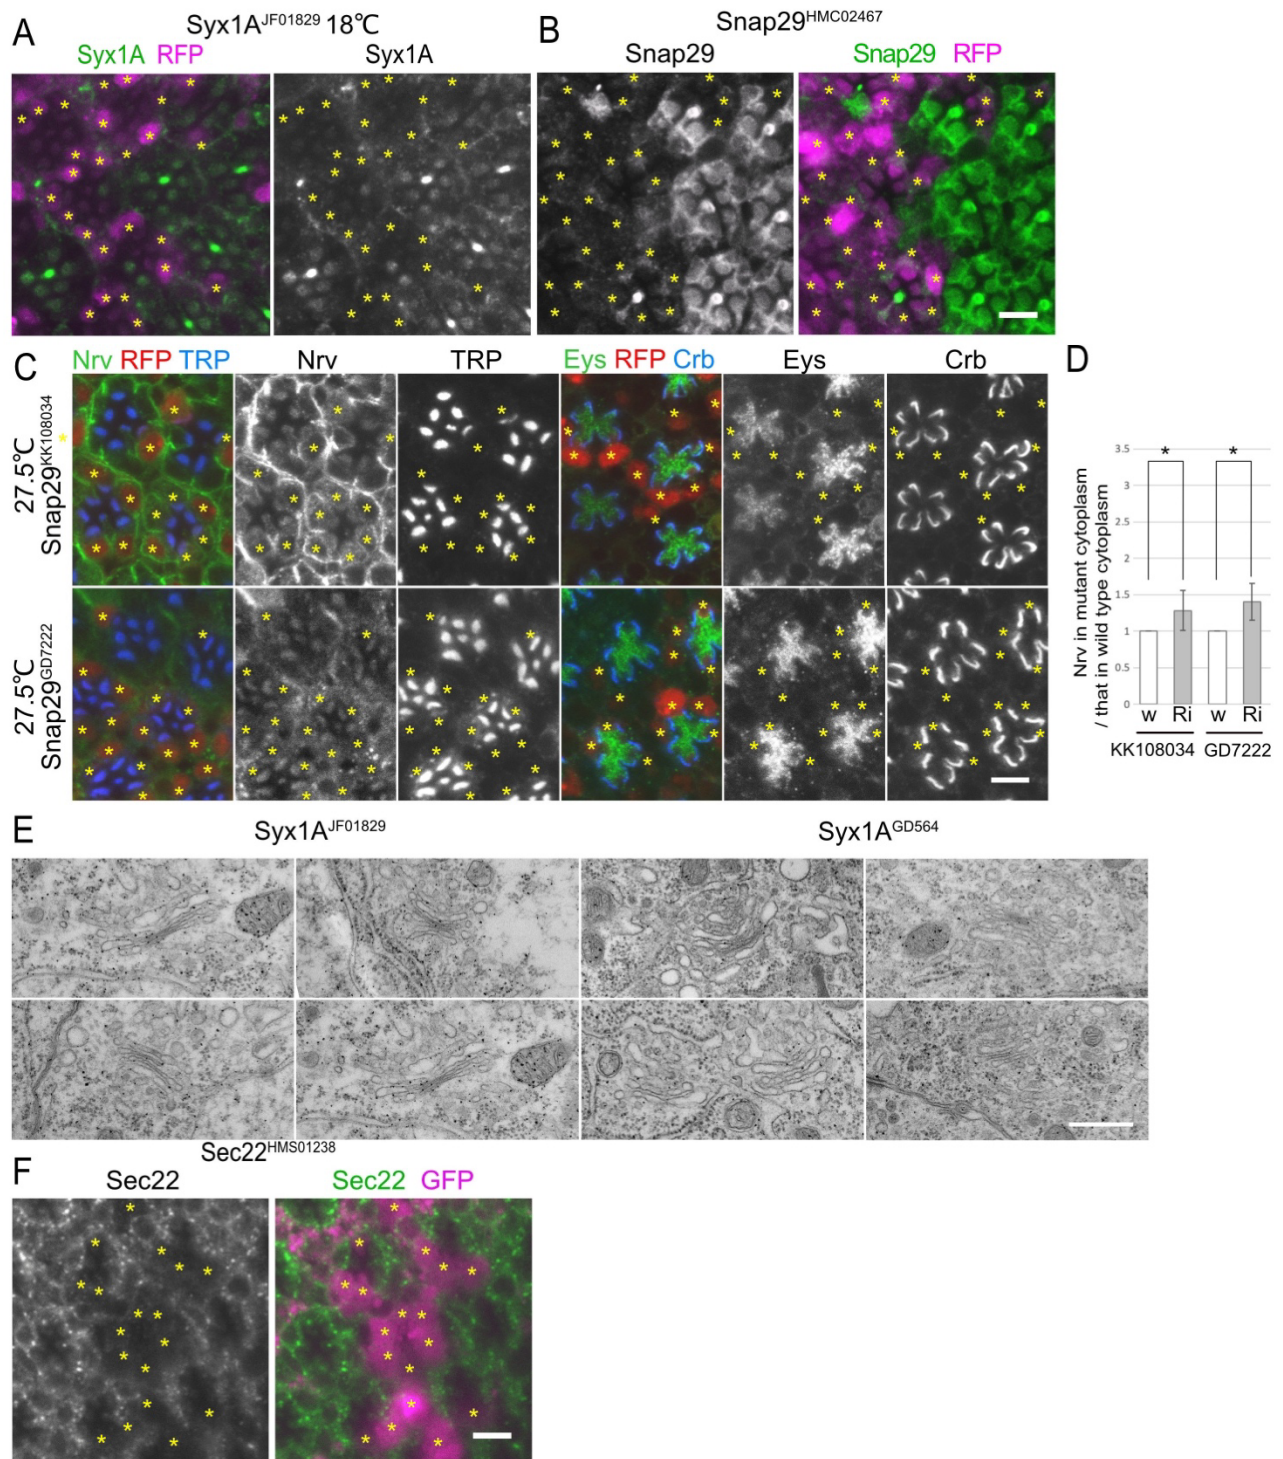 A
Syx1A^JF01829 18℃
Syx1A RFP
Syx1A
B
Snap29^HMC02467
Snap29
Snap29 RFP
C
Nrv RFP TRP
Nrv
TRP
Eys RFP Crb
Eys
Crb
27.5℃
Snap29^KK108034
27.5℃
Snap29^GD7222
D
Nrv in mutant cytoplasm
/ that in wild type cytoplasm
3.5
3
2.5
2
1.5
1
0.5
0
* *
w Ri w Ri
KK108034 GD7222
E
Syx1A^JF01829
Syx1A^GD564
F
Sec22^HMS01238
Sec22
Sec22 GFP